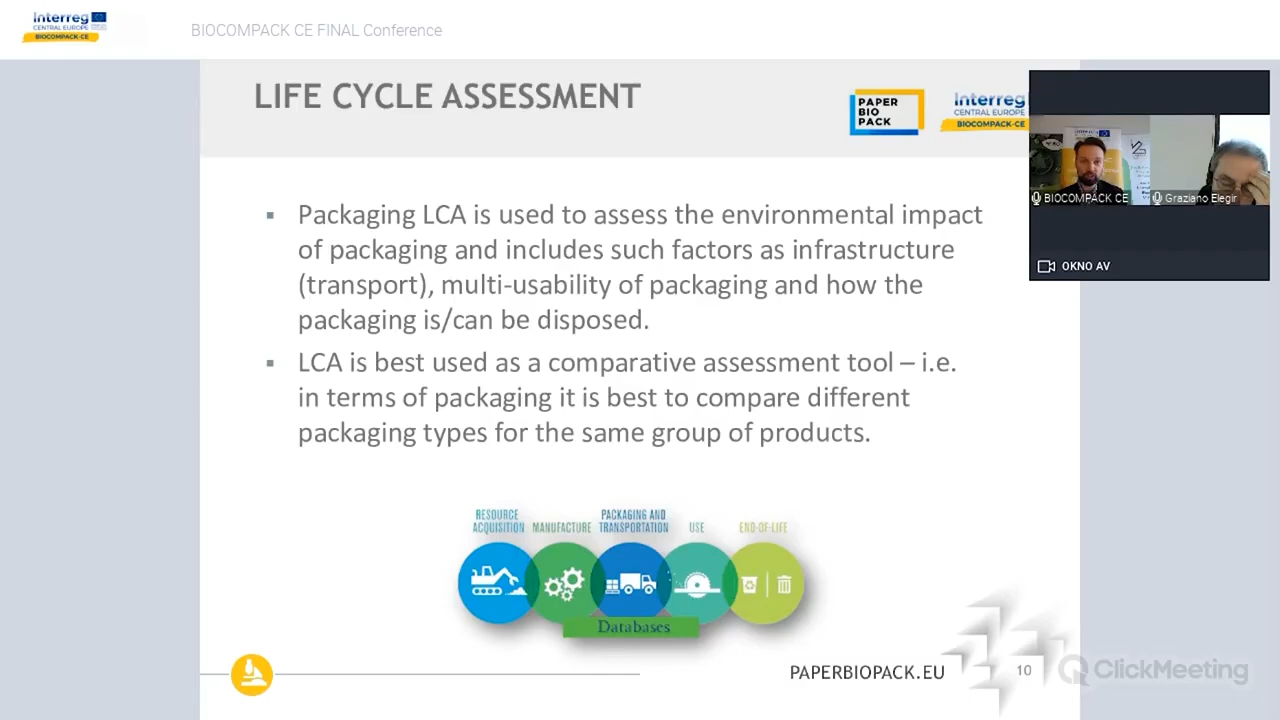 Interreg
CENTRAL EUROPE
BIOCOMPACK-CE
BIOCOMPACK CE FINAL Conference
LIFE CYCLE ASSESSMENT
PAPER
BIO
PACK
Interreg
CENTRAL EUROPE
BIOCOMPACK-CE
BIOCOMPACK CE
Graziano Elegir
OKNO AV
▪ Packaging LCA is used to assess the environmental impact
of packaging and includes such factors as infrastructure
(transport), multi-usability of packaging and how the
packaging is/can be disposed.
▪ LCA is best used as a comparative assessment tool – i.e.
in terms of packaging it is best to compare different
packaging types for the same group of products.
RESOURCE
ACQUISITION
MANUFACTURE
PACKAGING AND
TRANSPORTATION
USE
END-OF-LIFE
Databases
PAPERBIOPACK.EU
10
ClickMeeting